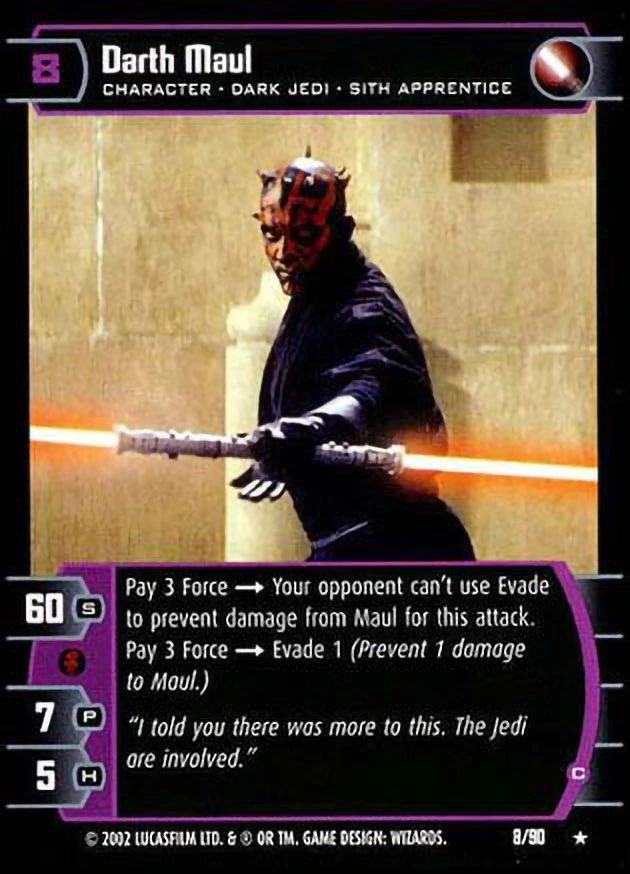 8
Darth Maul
CHARACTER · DARK JEDI · SITH APPRENTICE
60 S
7 P
5 H
Pay 3 Force → Your opponent can't use Evade
to prevent damage from Maul for this attack.
Pay 3 Force → Evade 1 (Prevent 1 damage
to Maul.)
"I told you there was more to this. The Jedi
are involved."
C
© 2002 LUCASFILM LTD. & ® OR TM. GAME DESIGN: WIZARDS.
8/90 ★